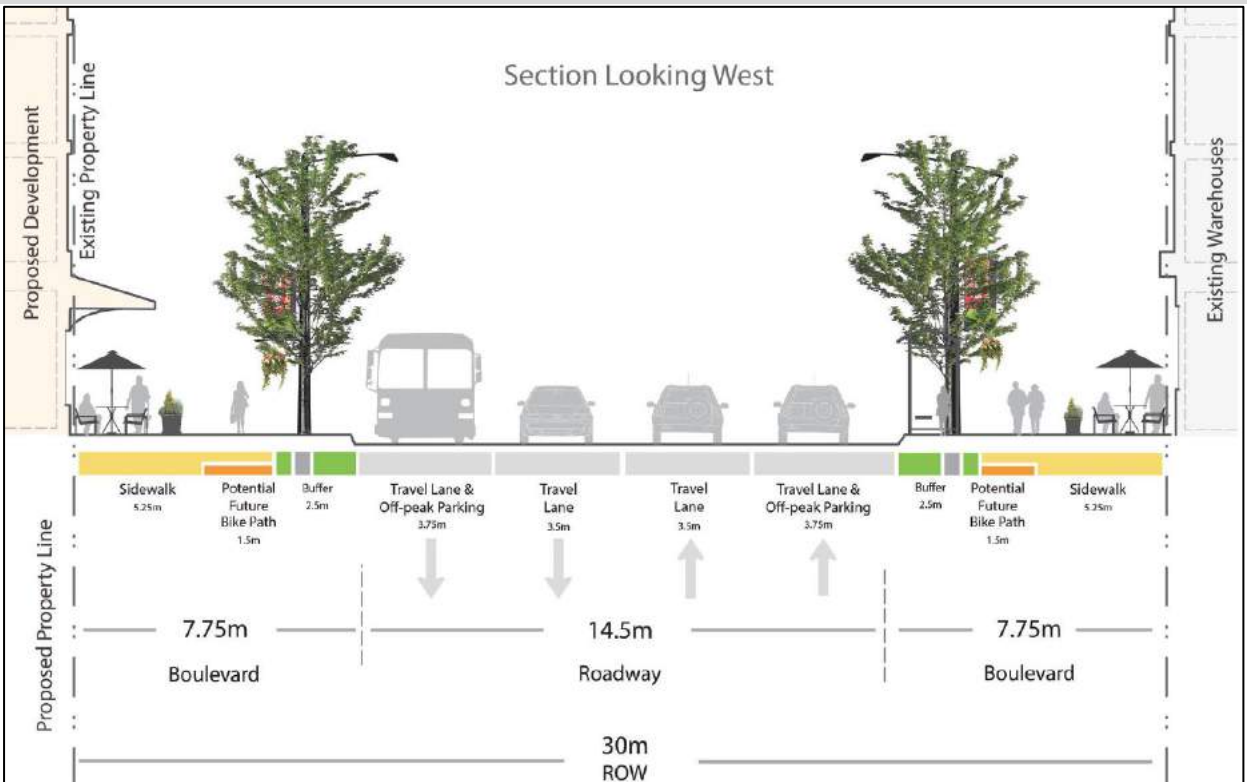 Section Looking West
Proposed Development
Existing Property Line
Existing Warehouses
Sidewalk
5.25m
Potential
Future
Bike Path
1.5m
Buffer
2.5m
Travel Lane &
Off-peak Parking
3.75m
Travel
Lane
3.5m
Travel
Lane
3.5m
Travel Lane &
Off-peak Parking
3.75m
Buffer
2.5m
Potential
Future
Bike Path
1.5m
Sidewalk
5.25m
Proposed Property Line
7.75m
Boulevard
14.5m
Roadway
7.75m
Boulevard
30m
ROW